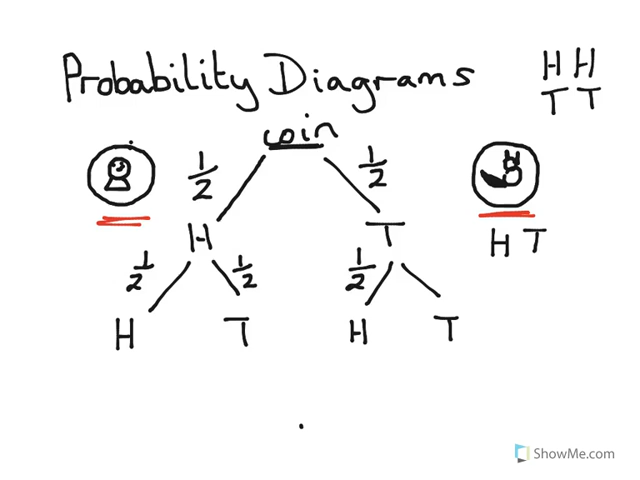 Probability Diagrams
H H
T T
coin
1/2
1/2
H
T
H T
1/2
1/2
1/2
H
T
H
T
ShowMe.com